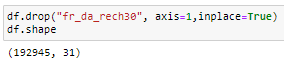 df.drop("fr_da_rech30", axis=1,inplace=True)
df.shape
(192945, 31)